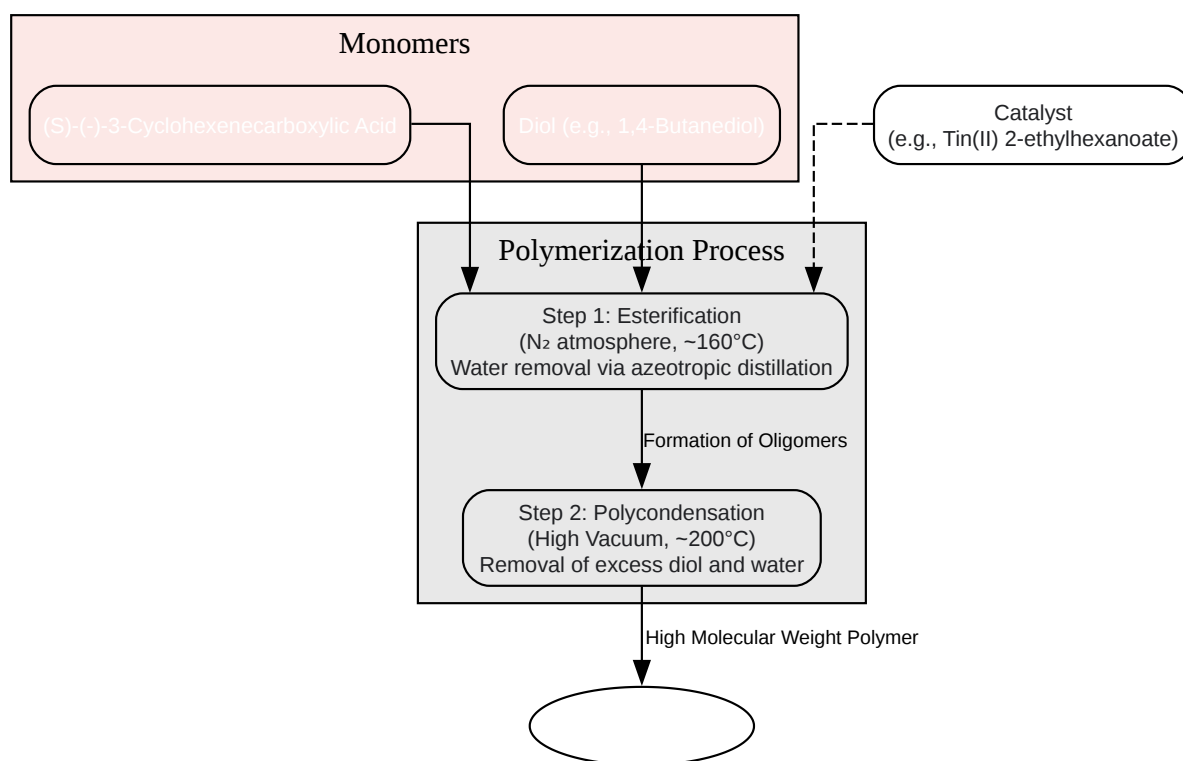 Monomers
(S)-(-)-3-Cyclohexenecarboxylic Acid
Diol (e.g., 1,4-Butanediol)
Catalyst
(e.g., Tin(II) 2-ethylhexanoate)
Polymerization Process
Step 1: Esterification
(N₂ atmosphere, ~160°C)
Water removal via azeotropic distillation
Formation of Oligomers
Step 2: Polycondensation
(High Vacuum, ~200°C)
Removal of excess diol and water
High Molecular Weight Polymer